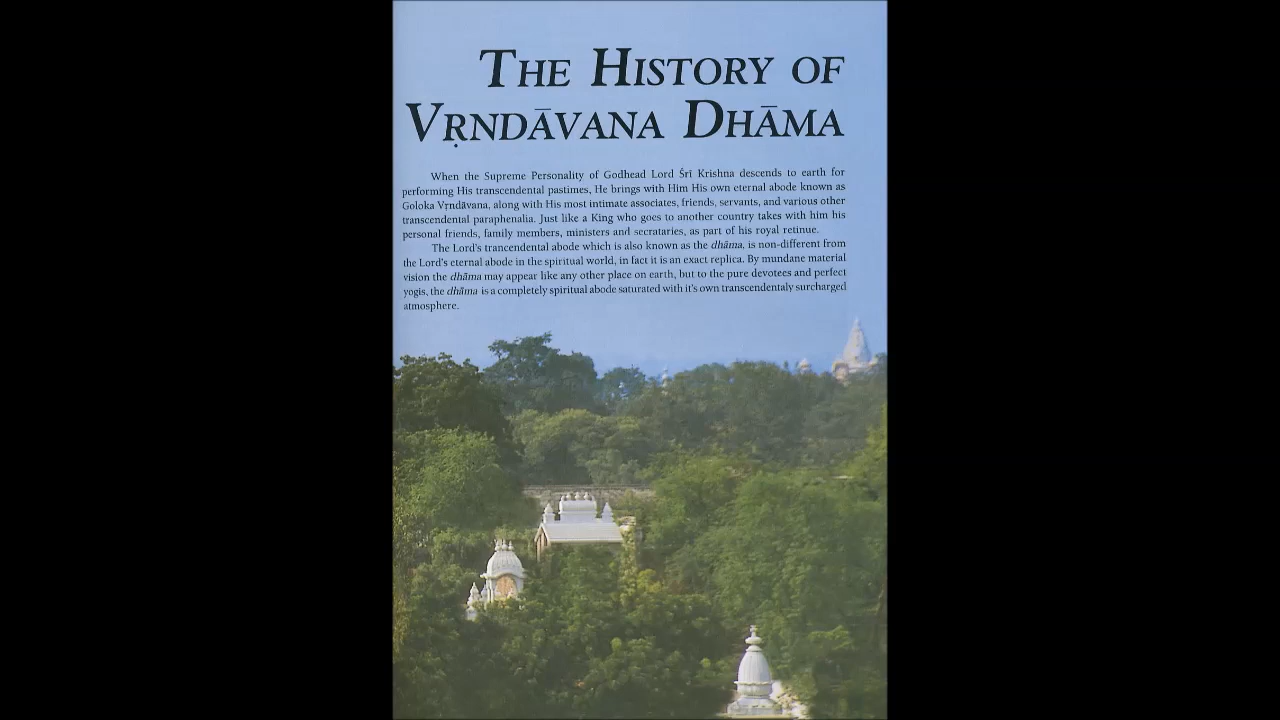 THE HISTORY OF
VṚNDĀVANA DHĀMA
When the Supreme Personality of Godhead Lord Śrī Krishna descends to earth for
performing His transcendental pastimes, He brings with Him His own eternal abode known as
Goloka Vṛndāvana, along with His most intimate associates, friends, servants, and various other
transcendental paraphenalia. Just like a King who goes to another country takes with him his
personal friends, family members, ministers and secrataries, as part of his royal retinue.
The Lord's trancendental abode which is also known as the dhāma, is non-different from
the Lord's eternal abode in the spiritual world, in fact it is an exact replica. By mundane material
vision the dhāma may appear like any other place on earth, but to the pure devotees and perfect
yogis, the dhāma is a completely spiritual abode saturated with it's own transcendentaly surcharged
atmosphere.